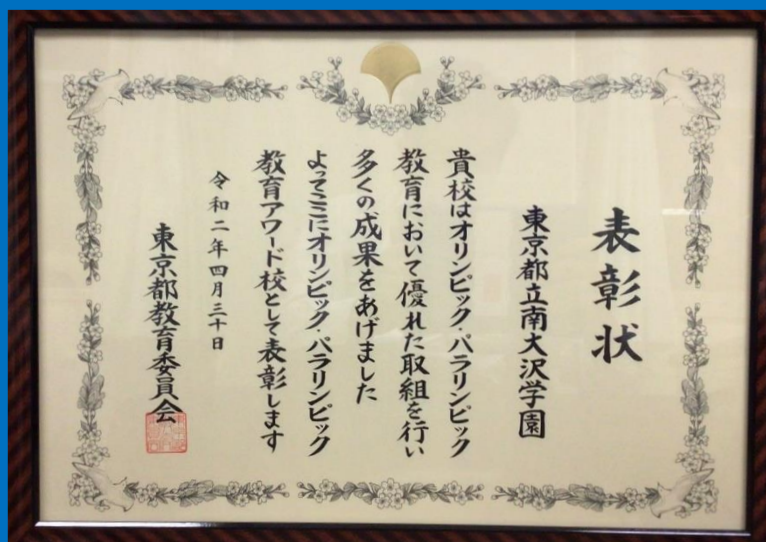 表彰状
東京都立南大沢学園
貴校はオリンピック・パラリンピック
教育において優れた取組を行い
多くの成果をあげました
よってここにオリンピック・パラリンピック
教育アワード校として表彰します
令和二年四月三十日
東京都教育委員会